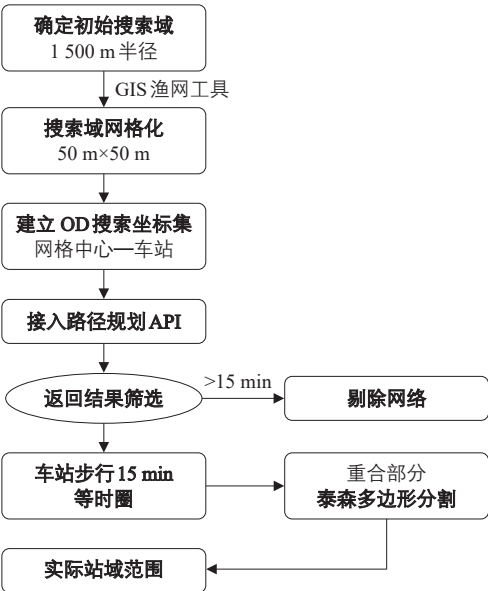 确定初始搜索域
1 500 m半径
GIS渔网工具
搜索域网格化
50 m×50 m
建立OD搜索坐标集
网格中心—车站
接入路径规划API
返回结果筛选
>15 min
剔除网络
车站步行15 min
等时圈
重合部分
泰森多边形分割
实际站域范围